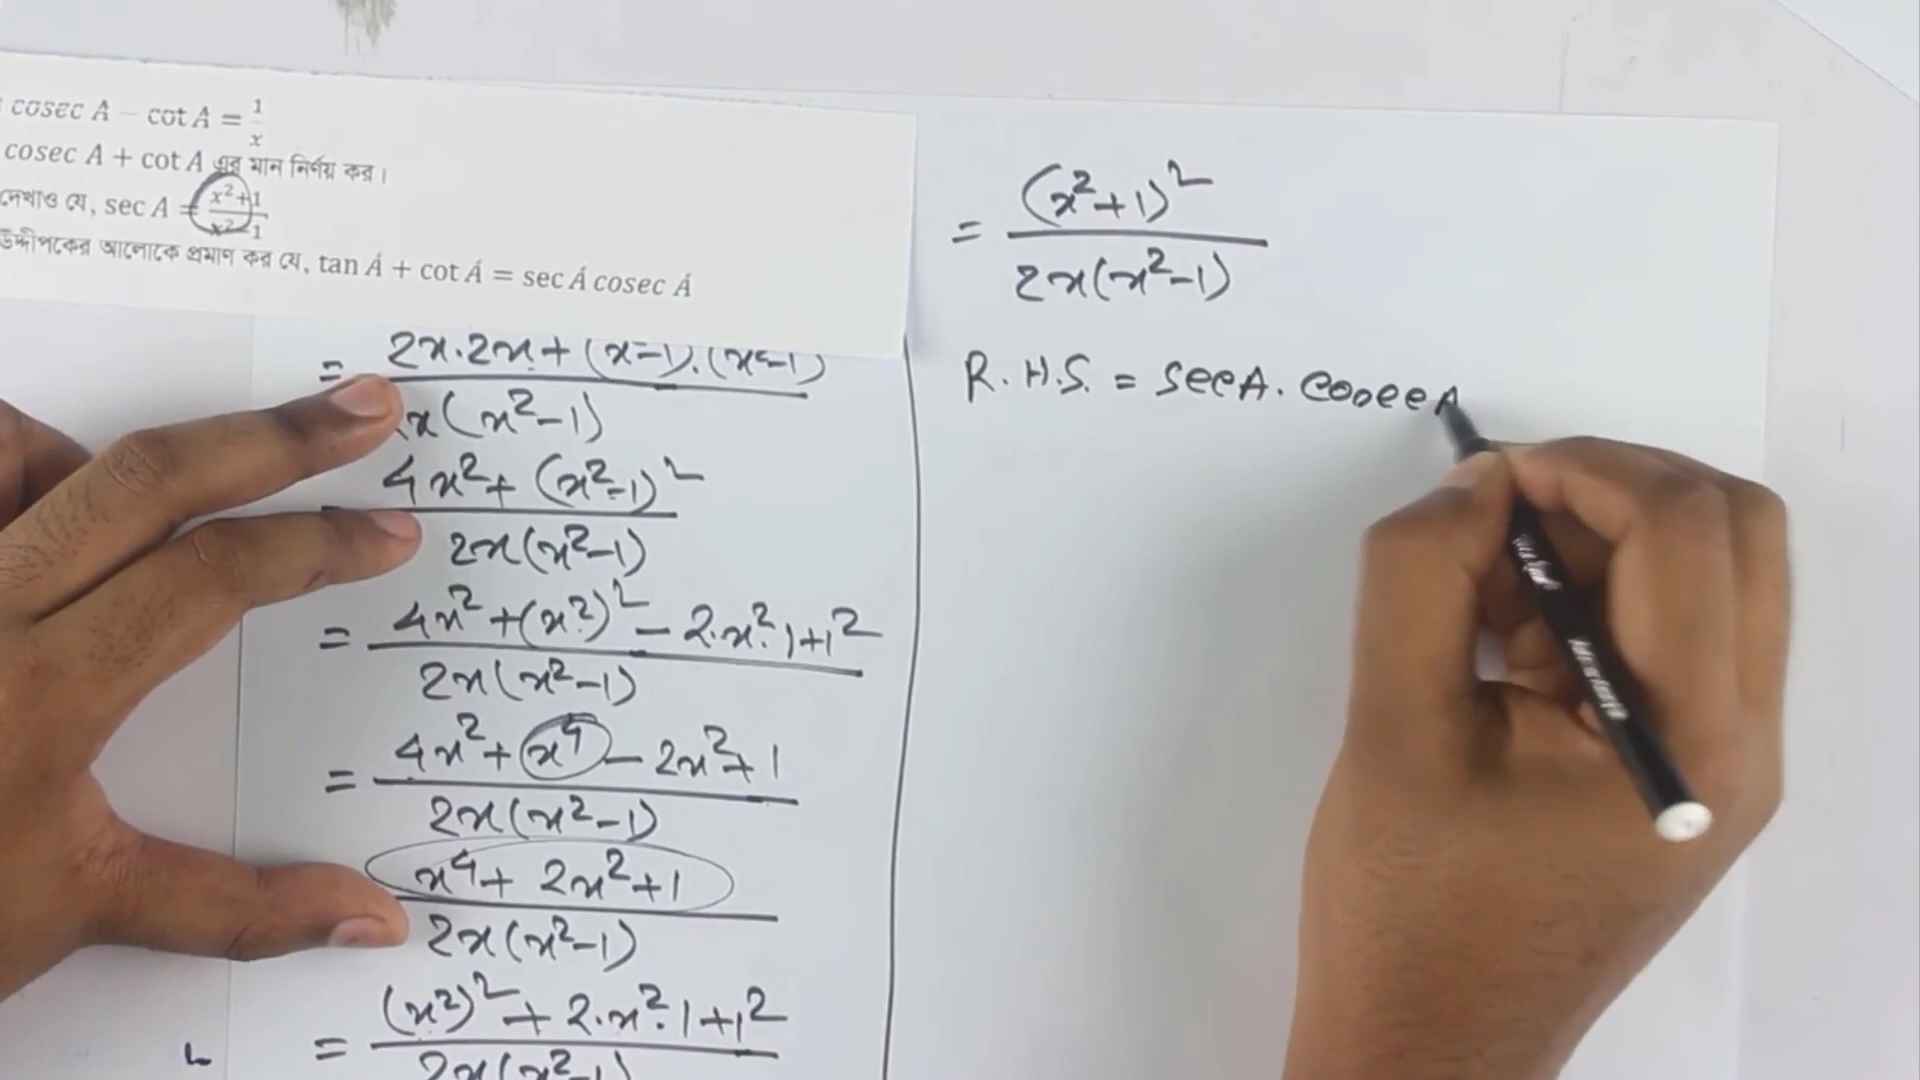 cosec A − cot A = 1/x
cosec A + cot A এর মান নির্ণয় কর।
দেখাও যে, sec A = x²+1/x²−1
উদ্দীপকের আলোকে প্রমাণ কর যে, tan Á + cot Á = sec Á cosec Á
= 2x.2x + (x²−1).(x²−1)
x(x²−1)
4x² + (x²−1)²
2x(x²−1)
= 4x² + (x²)² − 2.x².1+1²
2x(x²−1)
= 4x² + x⁴ − 2x² + 1
2x(x²−1)
x⁴ + 2x² + 1
2x(x²−1)
= (x²)² + 2.x².1+1²
2x(x²−1)
= (x²+1)²
2x(x²−1)
R.H.S. = secA. cosecA